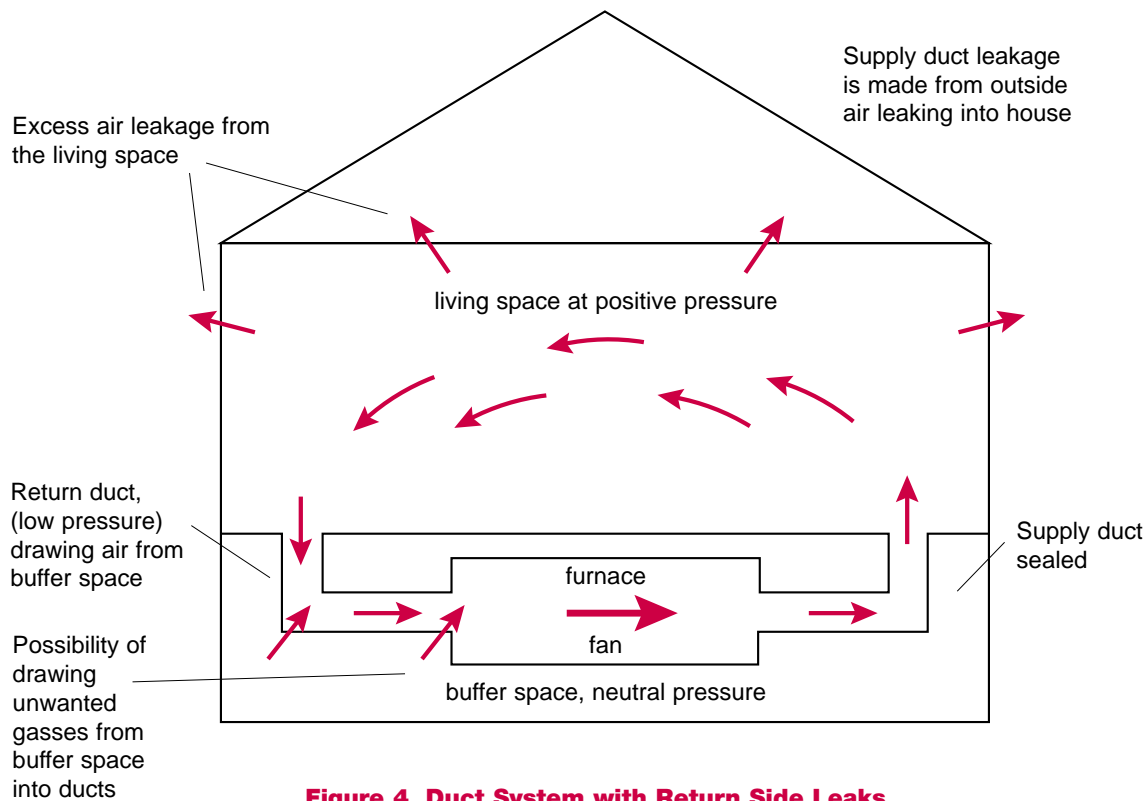 Supply duct leakage
is made from outside
air leaking into house
Excess air leakage from
the living space
living space at positive pressure
Return duct,
(low pressure)
drawing air from
buffer space
Supply duct
sealed
furnace
fan
Possibility of
drawing
unwanted
gasses from
buffer space
into ducts
buffer space, neutral pressure
Figure 4. Duct System with Return Side Leaks